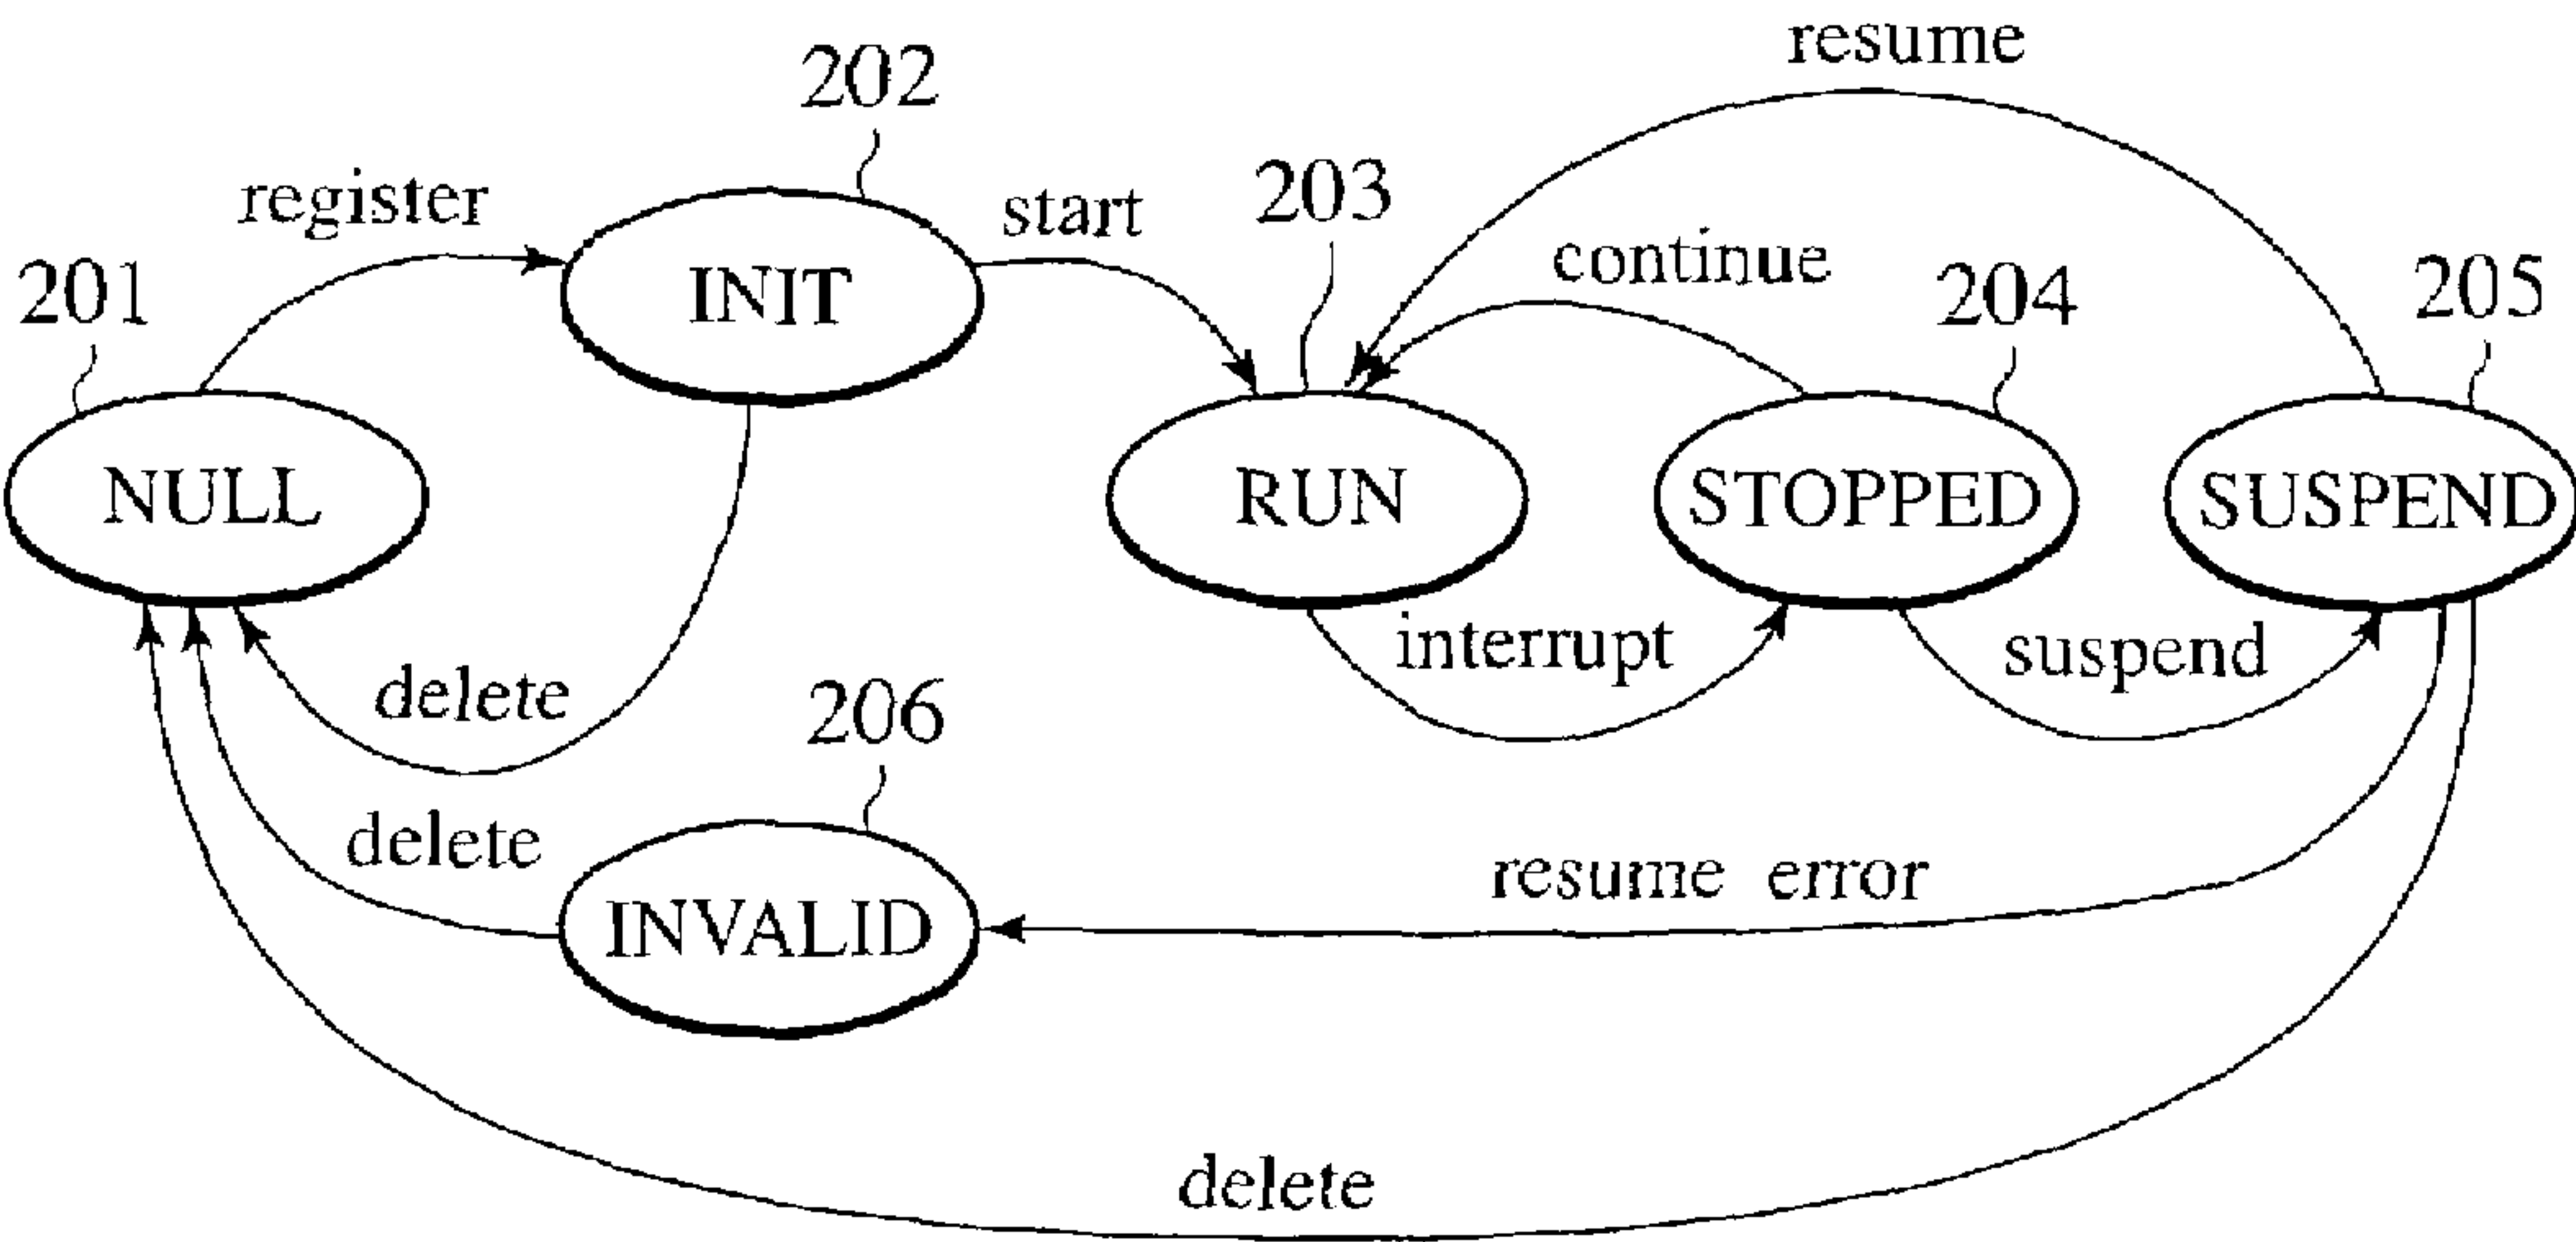 resume
202
register
start
203
continue
201
204
205
INIT
NULL
RUN
STOPPED
SUSPEND
interrupt
suspend
delete
206
delete
resume error
INVALID
delete